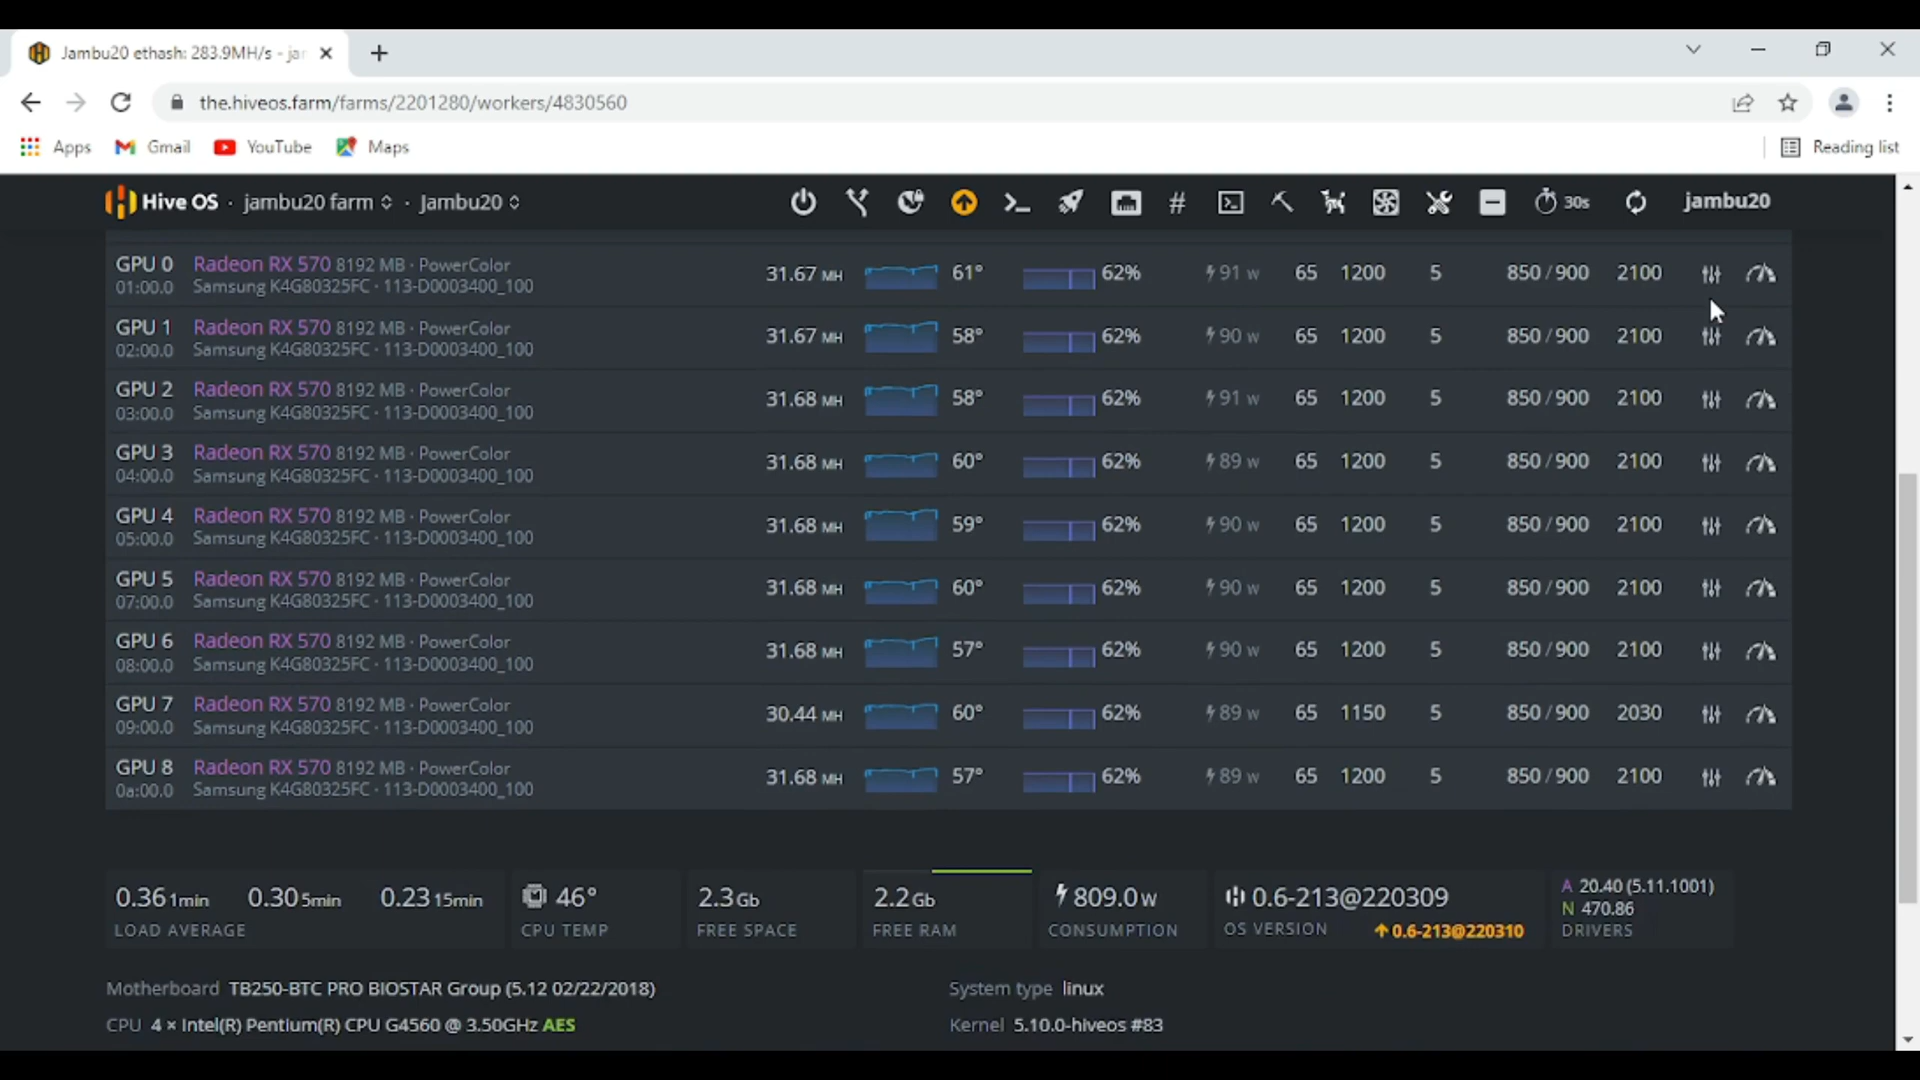 Jambu20 ethash: 283.9MH/s - jar
the.hiveos.farm/farms/2201280/workers/4830560
Apps Gmail YouTube Maps Reading list
Hive OS · jambu20 farm · Jambu20 # 30s jambu20
GPU 0 Radeon RX 570 8192 MB · PowerColor
01:00.0 Samsung K4G80325FC · 113-D0003400_100
31.67 MH 61° 62% 91 W 65 1200 5 850 / 900 2100
GPU 1 Radeon RX 570 8192 MB · PowerColor
02:00.0 Samsung K4G80325FC · 113-D0003400_100
31.67 MH 58° 62% 90 W 65 1200 5 850 / 900 2100
GPU 2 Radeon RX 570 8192 MB · PowerColor
03:00.0 Samsung K4G80325FC · 113-D0003400_100
31.68 MH 58° 62% 91 W 65 1200 5 850 / 900 2100
GPU 3 Radeon RX 570 8192 MB · PowerColor
04:00.0 Samsung K4G80325FC · 113-D0003400_100
31.68 MH 60° 62% 89 W 65 1200 5 850 / 900 2100
GPU 4 Radeon RX 570 8192 MB · PowerColor
05:00.0 Samsung K4G80325FC · 113-D0003400_100
31.68 MH 59° 62% 90 W 65 1200 5 850 / 900 2100
GPU 5 Radeon RX 570 8192 MB · PowerColor
07:00.0 Samsung K4G80325FC · 113-D0003400_100
31.68 MH 60° 62% 90 W 65 1200 5 850 / 900 2100
GPU 6 Radeon RX 570 8192 MB · PowerColor
08:00.0 Samsung K4G80325FC · 113-D0003400_100
31.68 MH 57° 62% 90 W 65 1200 5 850 / 900 2100
GPU 7 Radeon RX 570 8192 MB · PowerColor
09:00.0 Samsung K4G80325FC · 113-D0003400_100
30.44 MH 60° 62% 89 W 65 1150 5 850 / 900 2030
GPU 8 Radeon RX 570 8192 MB · PowerColor
0a:00.0 Samsung K4G80325FC · 113-D0003400_100
31.68 MH 57° 62% 89 W 65 1200 5 850 / 900 2100
0.36 1min 0.30 5min 0.23 15min
LOAD AVERAGE
46°
CPU TEMP
2.3 Gb
FREE SPACE
2.2 Gb
FREE RAM
809.0 W
CONSUMPTION
0.6-213@220309
OS VERSION 0.6-213@220310
A 20.40 (5.11.1001)
N 470.86
DRIVERS
Motherboard TB250-BTC PRO BIOSTAR Group (5.12 02/22/2018)
System type linux
CPU 4 × Intel(R) Pentium(R) CPU G4560 @ 3.50GHz AES
Kernel 5.10.0-hiveos #83